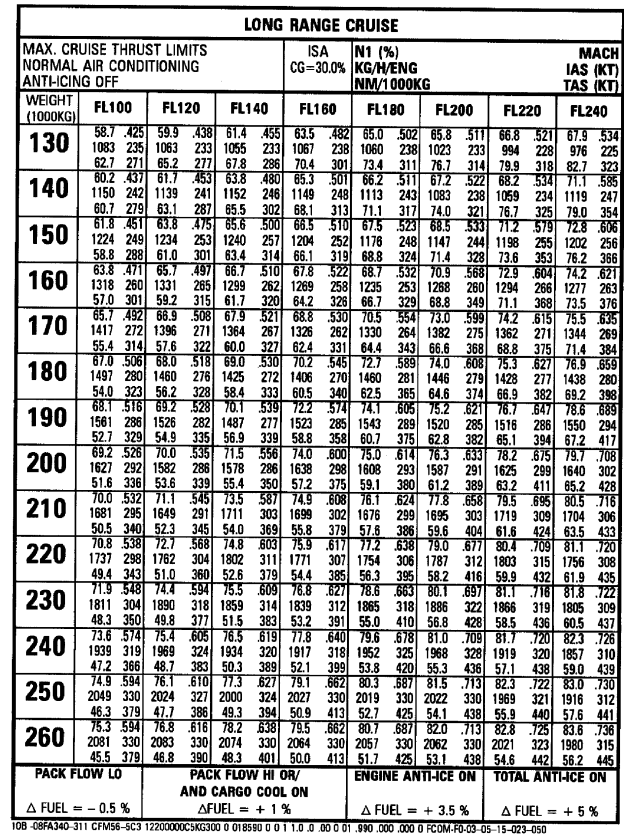 LONG RANGE CRUISE
MAX. CRUISE THRUST LIMITS ISA N1 (%) MACH
NORMAL AIR CONDITIONING CG=30.0% KG/H/ENG IAS (KT)
ANTI-ICING OFF NM/1000KG TAS (KT)
WEIGHT (1000KG) FL100 FL120 FL140 FL160 FL180 FL200 FL220 FL240
58.7 .425 59.9 .438 61.4 .455 63.5 .482 65.0 .502 65.8 .511 66.8 .521 67.9 .534
130 1083 235 1063 233 1055 233 1067 238 1060 238 1023 233 994 228 976 225
62.7 271 65.2 277 67.8 286 70.4 301 73.4 311 76.7 314 79.9 318 82.7 323
60.2 .437 61.7 .453 63.8 .480 65.3 .501 66.2 .511 67.2 .522 68.2 .534 71.1 .585
140 1150 242 1139 241 1152 246 1149 248 1113 243 1083 238 1059 234 1119 247
60.7 279 63.1 287 65.5 302 68.1 313 71.1 317 74.0 321 76.7 325 79.0 354
61.8 .451 63.8 .475 65.6 .500 66.5 .510 67.5 .523 68.5 .533 71.2 .579 72.8 .606
150 1224 249 1234 253 1240 257 1204 252 1176 248 1147 244 1198 255 1202 256
58.8 288 61.0 301 63.4 314 66.1 319 68.8 324 71.4 328 73.6 353 76.2 366
63.8 .471 65.7 .497 66.7 .510 67.8 .522 68.7 .532 70.9 .568 72.9 .604 74.2 .621
160 1318 260 1331 265 1299 262 1269 258 1235 253 1268 260 1294 266 1277 263
57.0 301 59.2 315 61.7 320 64.2 326 66.7 329 68.8 349 71.1 368 73.5 376
65.7 .492 66.9 .508 67.9 .521 68.8 .530 70.5 .554 73.0 .599 74.2 .615 75.5 .635
170 1417 272 1396 271 1364 267 1326 262 1330 264 1382 275 1362 271 1344 269
55.4 314 57.6 322 60.0 327 62.4 331 64.4 343 66.6 368 68.8 375 71.4 384
67.0 .506 68.0 .518 69.0 .530 70.2 .545 72.7 .589 74.0 .608 75.3 .627 76.9 .659
180 1497 280 1460 276 1425 272 1406 270 1460 281 1446 279 1428 277 1438 280
54.0 323 56.2 328 58.4 333 60.5 340 62.5 365 64.6 374 66.9 382 69.2 398
68.1 .516 69.2 .528 70.1 .539 72.2 .574 74.1 .605 75.2 .621 76.7 .647 78.6 .689
190 1561 286 1526 282 1487 277 1523 285 1543 289 1520 285 1516 286 1550 294
52.7 329 54.9 335 56.9 339 58.8 358 60.7 375 62.8 382 65.1 394 67.2 417
69.2 .526 70.0 .535 71.5 .556 74.0 .600 75.0 .614 76.3 .633 78.2 .675 79.7 .708
200 1627 292 1582 286 1578 286 1638 298 1608 293 1587 291 1625 299 1640 302
51.6 336 53.6 339 55.4 350 57.2 375 59.1 380 61.2 389 63.2 411 65.2 428
70.0 .532 71.1 .545 73.5 .587 74.9 .608 76.1 .624 77.8 .658 79.5 .695 80.5 .716
210 1681 295 1649 291 1711 303 1699 302 1676 299 1695 303 1719 309 1704 306
50.5 340 52.3 345 54.0 369 55.8 379 57.6 386 59.6 404 61.6 424 63.5 433
70.8 .538 72.7 .568 74.8 .603 75.9 .617 77.2 .638 79.0 .677 80.4 .709 81.1 .720
220 1737 298 1762 304 1802 311 1771 307 1754 306 1787 312 1803 315 1756 308
49.4 343 51.0 360 52.6 379 54.4 385 56.3 395 58.2 416 59.9 432 61.9 435
71.9 .548 74.4 .594 75.5 .609 76.8 .627 78.6 .663 80.1 .697 81.1 .716 81.8 .722
230 1811 304 1890 318 1859 314 1839 312 1865 318 1886 322 1866 319 1805 309
48.3 350 49.8 377 51.5 383 53.2 391 55.0 410 56.8 428 58.5 436 60.5 437
73.6 .574 75.4 .605 76.5 .619 77.8 .640 79.6 .678 81.0 .709 81.7 .720 82.3 .726
240 1939 319 1969 324 1934 320 1917 318 1952 325 1968 328 1919 320 1857 310
47.2 366 48.7 383 50.3 389 52.1 399 53.8 420 55.3 436 57.1 438 59.0 439
74.9 .594 76.1 .610 77.3 .627 79.1 .662 80.3 .687 81.5 .713 82.3 .722 83.0 .730
250 2049 330 2024 327 2000 324 2027 330 2019 330 2022 330 1969 321 1916 312
46.3 379 47.7 386 49.3 394 50.9 413 52.7 425 54.1 438 55.9 440 57.6 441
75.3 .594 76.8 .616 78.2 .638 79.5 .662 80.7 .687 82.0 .713 82.8 .725 83.6 .736
260 2081 330 2083 330 2074 330 2064 330 2057 330 2062 330 2021 323 1980 315
45.5 379 46.8 390 48.3 401 50.0 413 51.7 425 53.1 438 54.6 442 56.2 445
PACK FLOW LO PACK FLOW HI OR/ ENGINE ANTI-ICE ON TOTAL ANTI-ICE ON
AND CARGO COOL ON
Δ FUEL = – 0.5 % ΔFUEL = + 1 % Δ FUEL = + 3.5 % Δ FUEL = + 5 %
10B -08FA340-311 CFM56-5C3 12200000C5KG300 0 018590 0 0 1 1.0 .0 .00 0 01 .990 .000 .000 0 FCOM-F0-03-05-15-023-050